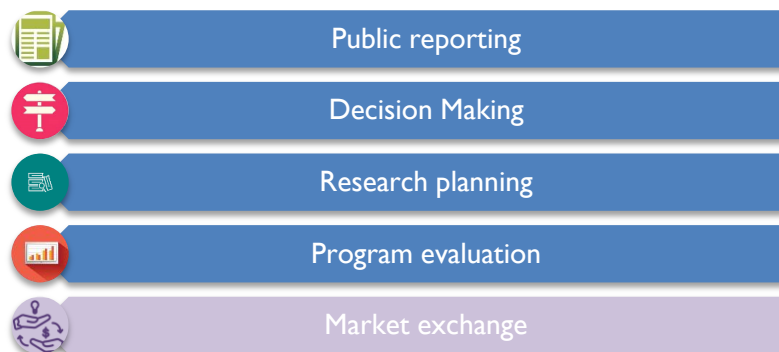 Public reporting
Decision Making
Research planning
Program evaluation
Market exchange